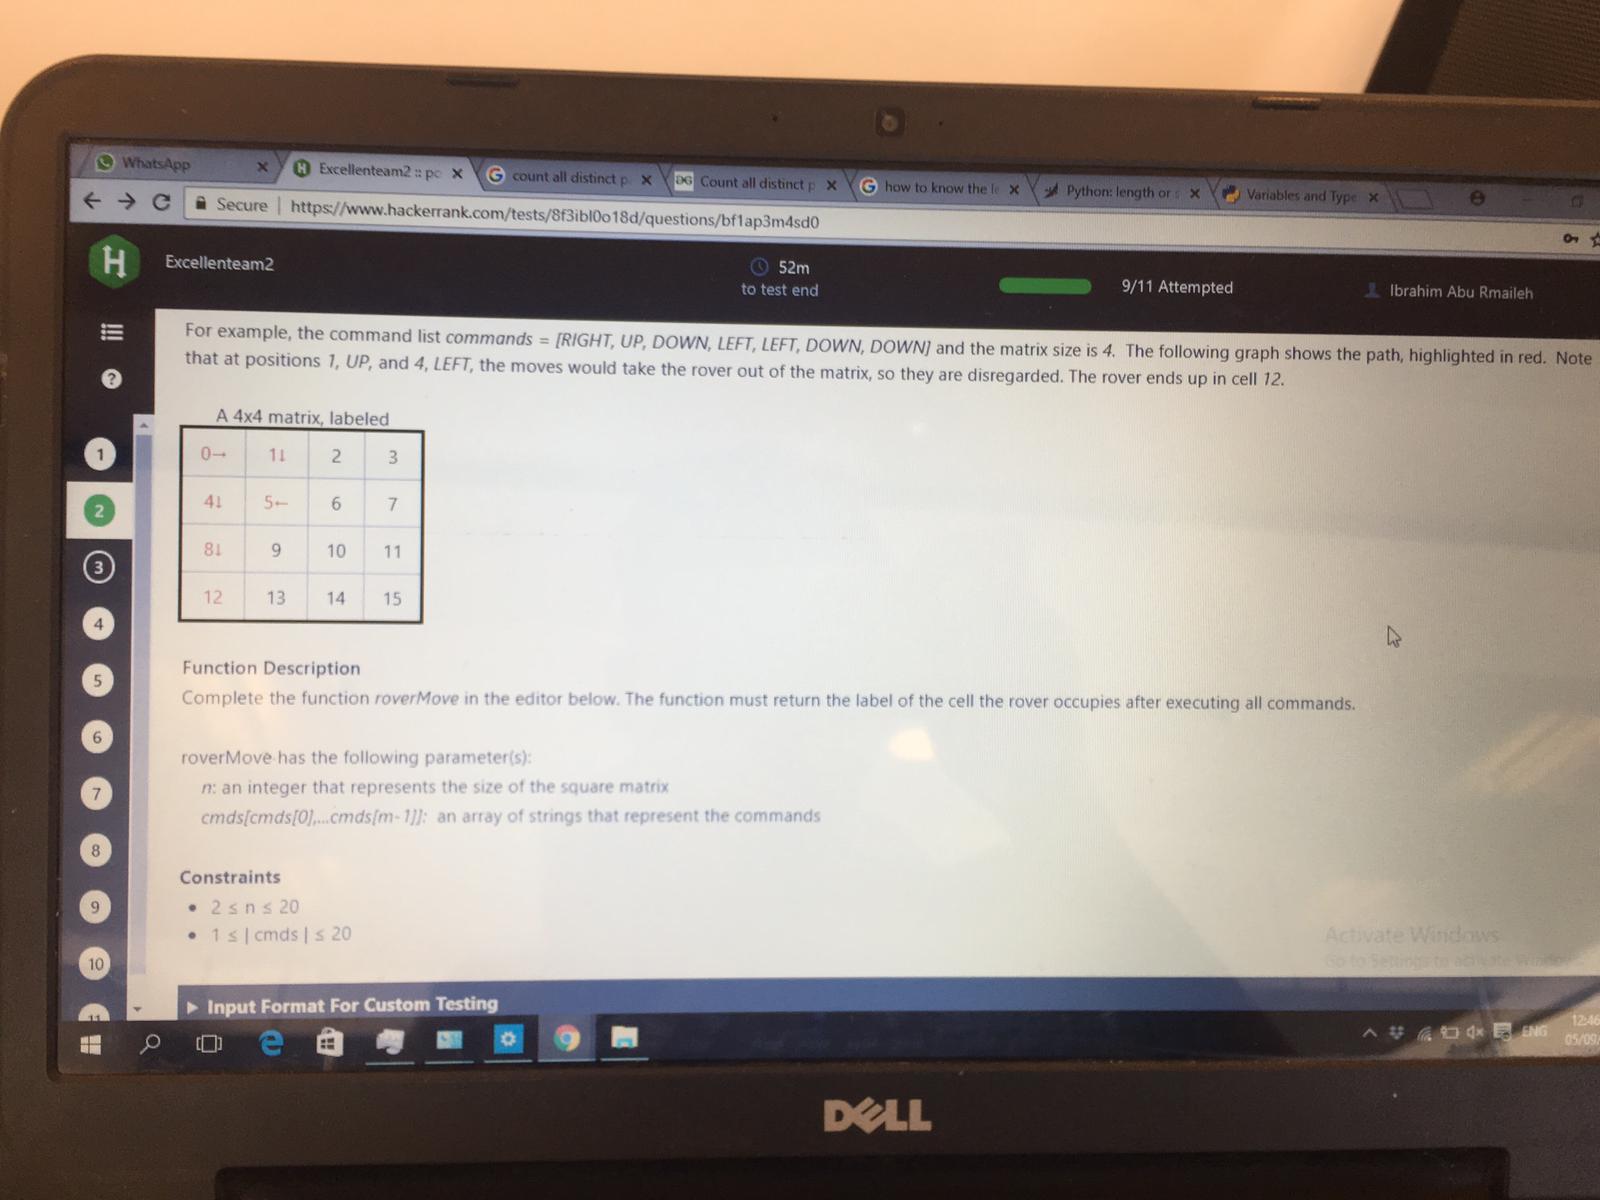 WhatsApp
Excellenteam2 :: po
count all distinct p
Count all distinct p
how to know the le
Python: length or s
Variables and Type
Secure | https://www.hackerrank.com/tests/8f3ibl0o18d/questions/bf1ap3m4sd0
H
Excellenteam2
52m
to test end
9/11 Attempted
Ibrahim Abu Rmaileh
For example, the command list commands = [RIGHT, UP, DOWN, LEFT, LEFT, DOWN, DOWN] and the matrix size is 4. The following graph shows the path, highlighted in red. Note
that at positions 1, UP, and 4, LEFT, the moves would take the rover out of the matrix, so they are disregarded. The rover ends up in cell 12.
A 4x4 matrix, labeled
0→ 1↓ 2 3
4↓ 5← 6 7
8↓ 9 10 11
12 13 14 15
?
1
2
3
4
5
6
7
8
9
10
11
Function Description
Complete the function roverMove in the editor below. The function must return the label of the cell the rover occupies after executing all commands.
roverMove has the following parameter(s):
n: an integer that represents the size of the square matrix
cmds[cmds[0],...cmds[m-1]]: an array of strings that represent the commands
Constraints
• 2 ≤ n ≤ 20
• 1 ≤ | cmds | ≤ 20
Activate Windows
Go to Settings to activate Windows
▶ Input Format For Custom Testing
ENG
12:46
05/09/
DELL